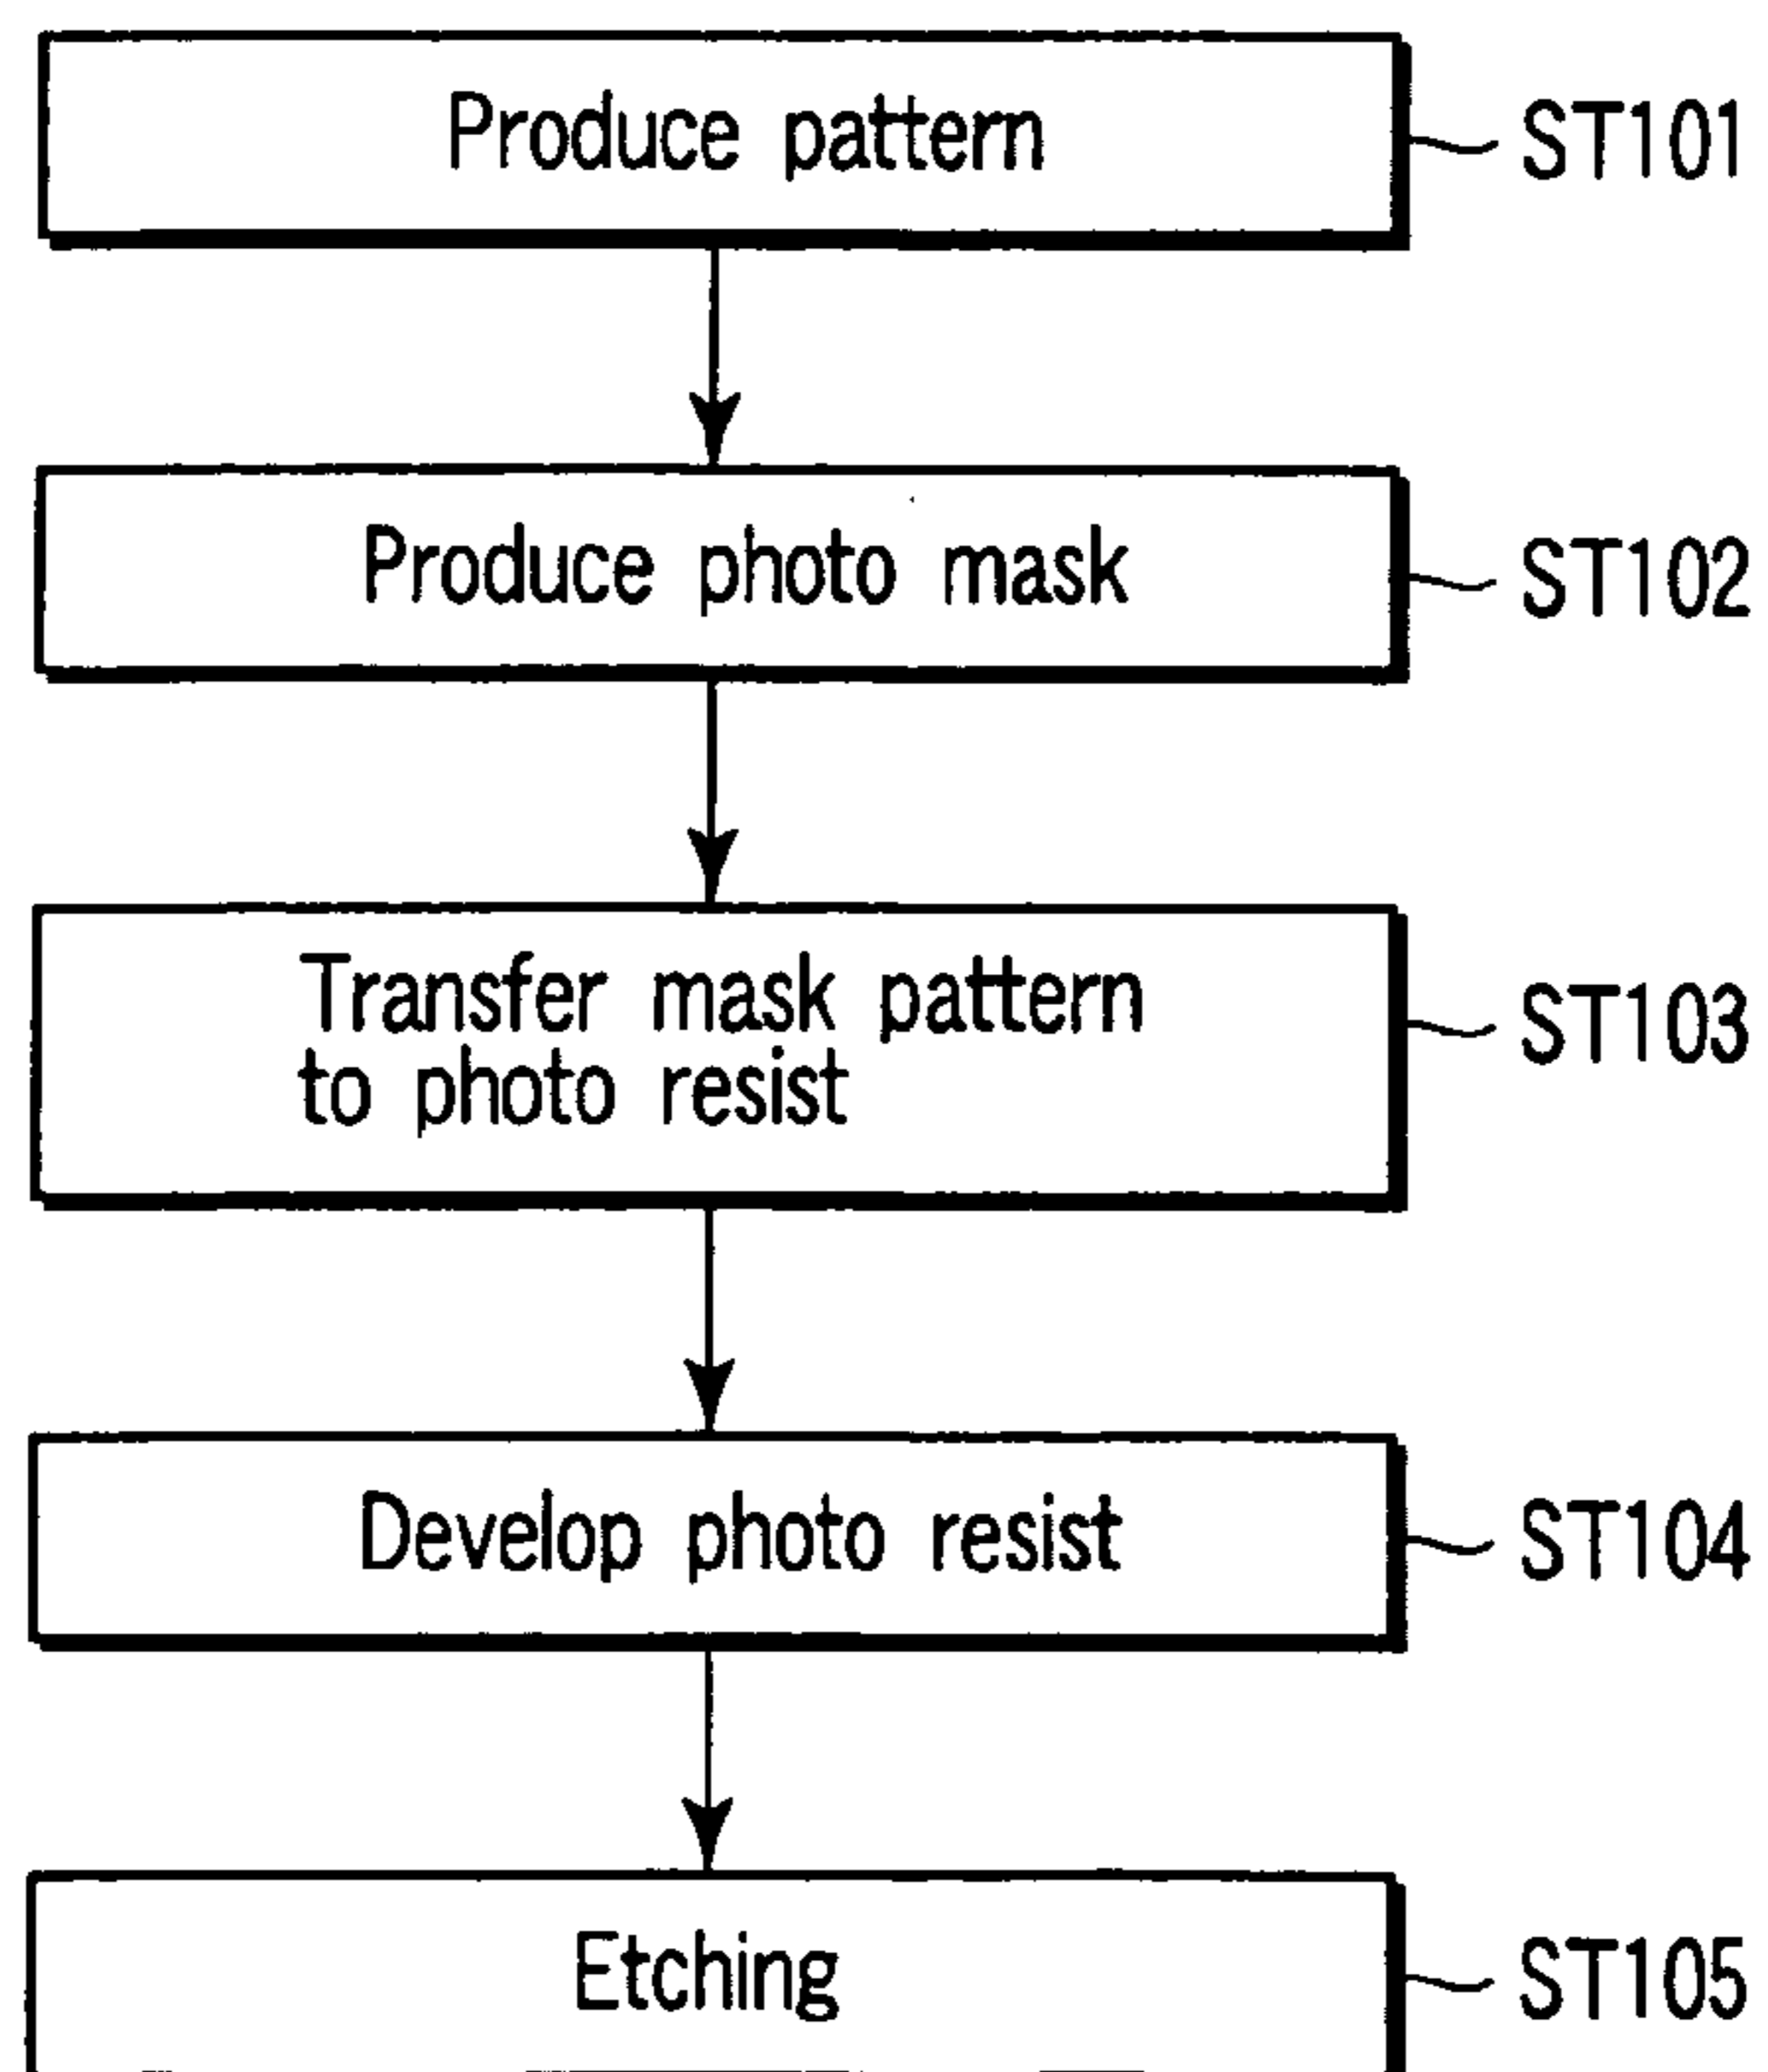 Produce pattern
ST101
Produce photo mask
ST102
Transfer mask pattern
to photo resist
ST103
Develop photo resist
ST104
Etching
ST105